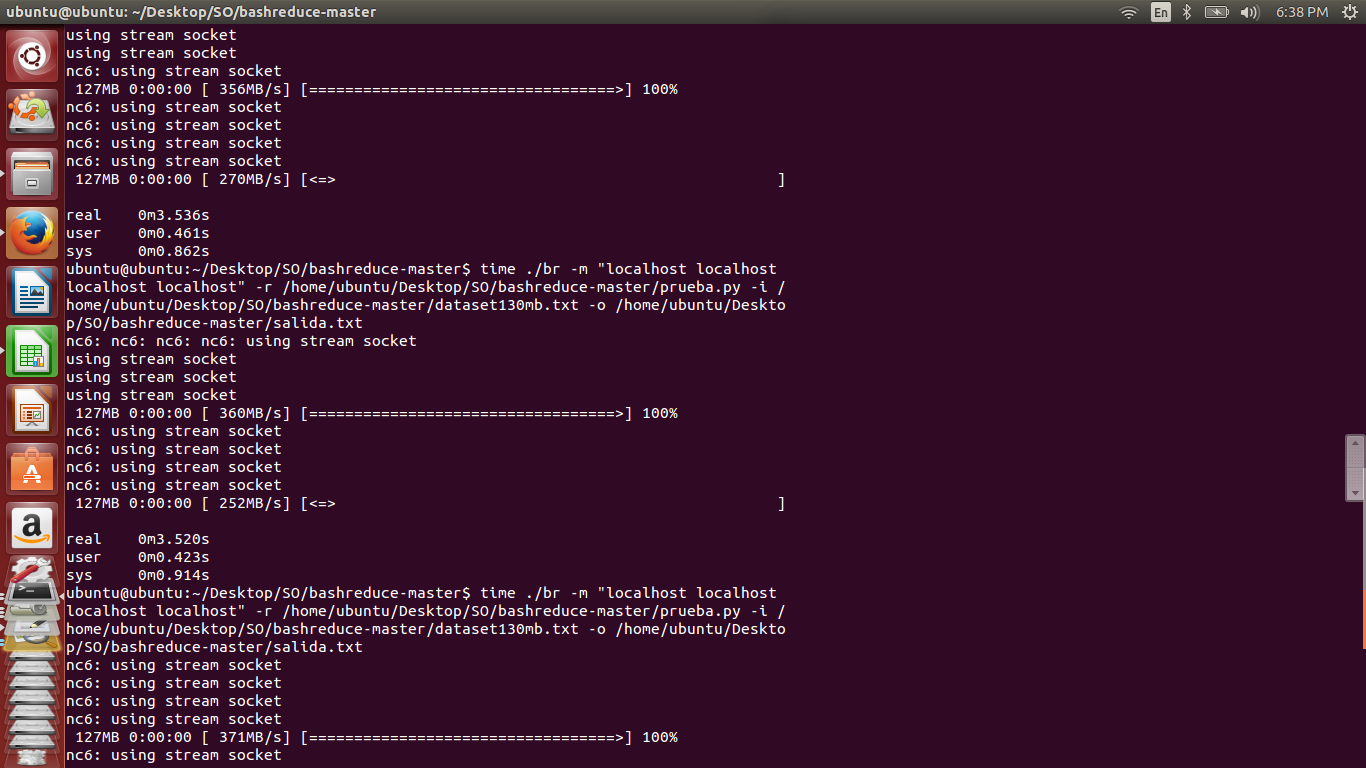 ubuntu@ubuntu: ~/Desktop/SO/bashreduce-master
En
6:38 PM
using stream socket
using stream socket
nc6: using stream socket
 127MB 0:00:00 [ 356MB/s] [==================================>] 100%
nc6: using stream socket
nc6: using stream socket
nc6: using stream socket
nc6: using stream socket
 127MB 0:00:00 [ 270MB/s] [<=>                                                 ]
real    0m3.536s
user    0m0.461s
sys     0m0.862s
ubuntu@ubuntu:~/Desktop/SO/bashreduce-master$ time ./br -m "localhost localhost
localhost localhost" -r /home/ubuntu/Desktop/SO/bashreduce-master/prueba.py -i /
home/ubuntu/Desktop/SO/bashreduce-master/dataset130mb.txt -o /home/ubuntu/Deskto
p/SO/bashreduce-master/salida.txt
nc6: nc6: nc6: nc6: using stream socket
using stream socket
using stream socket
using stream socket
 127MB 0:00:00 [ 360MB/s] [==================================>] 100%
nc6: using stream socket
nc6: using stream socket
nc6: using stream socket
nc6: using stream socket
 127MB 0:00:00 [ 252MB/s] [<=>                                                 ]
real    0m3.520s
user    0m0.423s
sys     0m0.914s
ubuntu@ubuntu:~/Desktop/SO/bashreduce-master$ time ./br -m "localhost localhost
localhost localhost" -r /home/ubuntu/Desktop/SO/bashreduce-master/prueba.py -i /
home/ubuntu/Desktop/SO/bashreduce-master/dataset130mb.txt -o /home/ubuntu/Deskto
p/SO/bashreduce-master/salida.txt
nc6: using stream socket
nc6: using stream socket
nc6: using stream socket
nc6: using stream socket
 127MB 0:00:00 [ 371MB/s] [==================================>] 100%
nc6: using stream socket